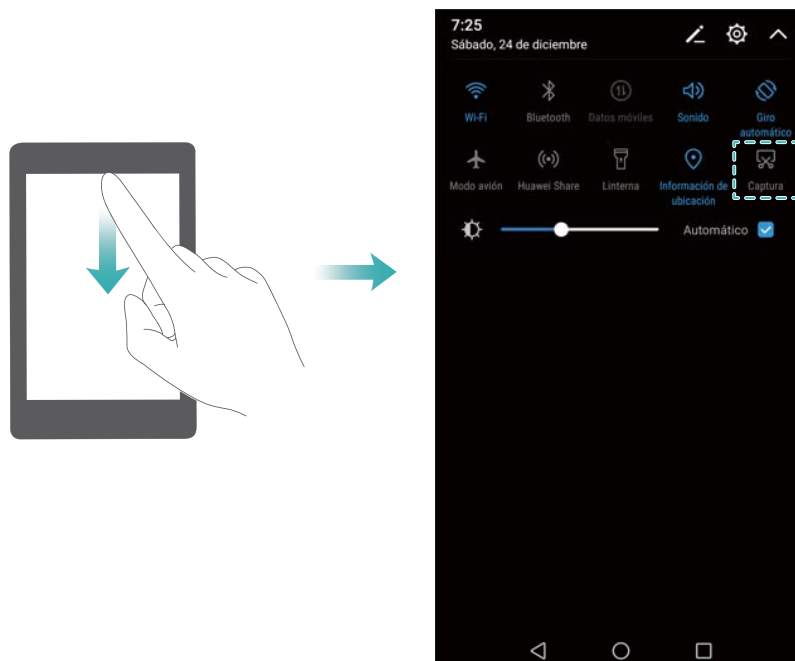 7:25
Sábado, 24 de diciembre
Wi-Fi
Bluetooth
Datos móviles
Sonido
Giro
automático
Modo avión
Huawei Share
Linterna
Información de
ubicación
Captura
Automático